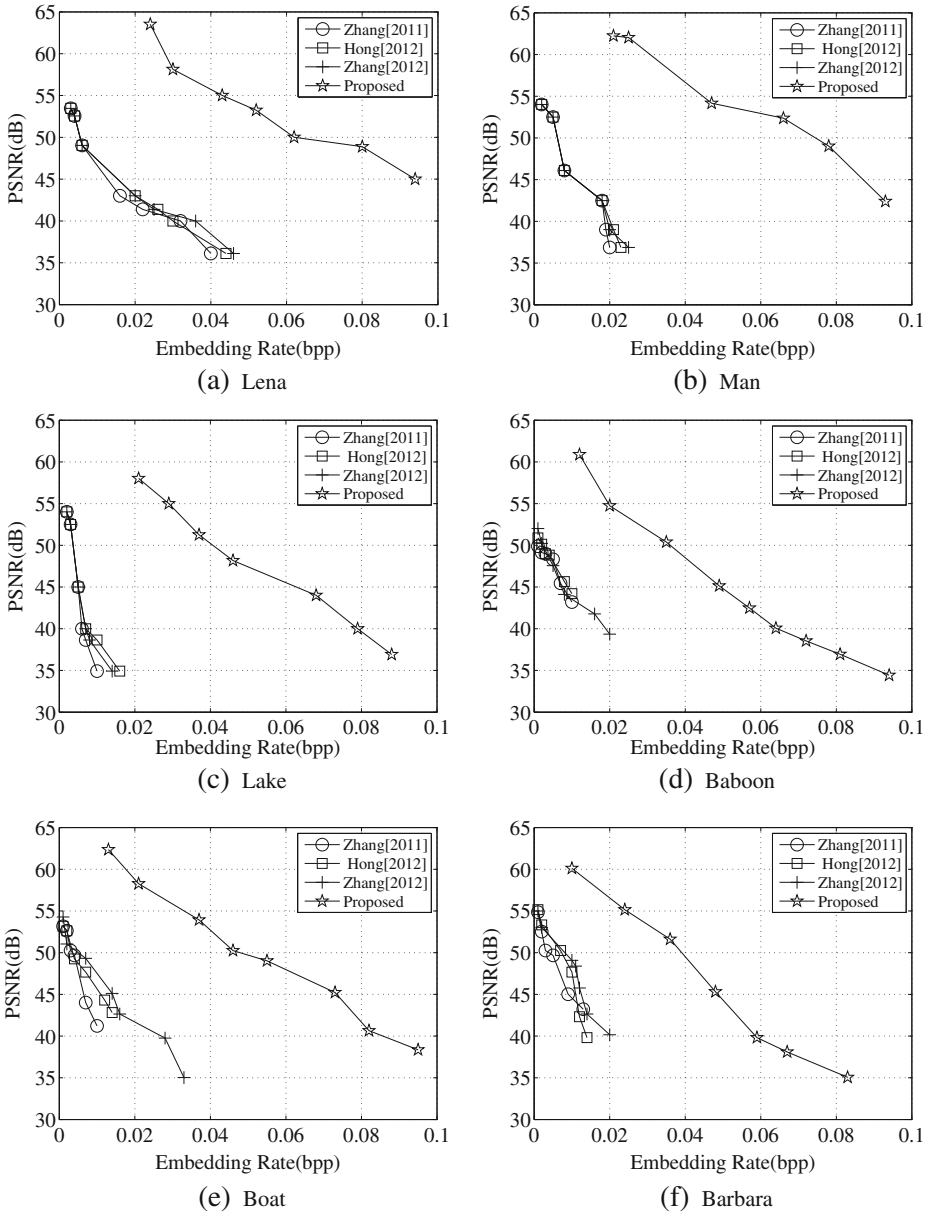 65
60
55
50
45
40
35
30
PSNR(dB)
Zhang[2011]
Hong[2012]
Zhang[2012]
Proposed
0 0.02 0.04 0.06 0.08 0.1
Embedding Rate(bpp)
(a) Lena
65
60
55
50
45
40
35
30
PSNR(dB)
Zhang[2011]
Hong[2012]
Zhang[2012]
Proposed
0 0.02 0.04 0.06 0.08 0.1
Embedding Rate(bpp)
(b) Man
65
60
55
50
45
40
35
30
PSNR(dB)
Zhang[2011]
Hong[2012]
Zhang[2012]
Proposed
0 0.02 0.04 0.06 0.08 0.1
Embedding Rate(bpp)
(c) Lake
65
60
55
50
45
40
35
30
PSNR(dB)
Zhang[2011]
Hong[2012]
Zhang[2012]
Proposed
0 0.02 0.04 0.06 0.08 0.1
Embedding Rate(bpp)
(d) Baboon
65
60
55
50
45
40
35
30
PSNR(dB)
Zhang[2011]
Hong[2012]
Zhang[2012]
Proposed
0 0.02 0.04 0.06 0.08 0.1
Embedding Rate(bpp)
(e) Boat
65
60
55
50
45
40
35
30
PSNR(dB)
Zhang[2011]
Hong[2012]
Zhang[2012]
Proposed
0 0.02 0.04 0.06 0.08 0.1
Embedding Rate(bpp)
(f) Barbara